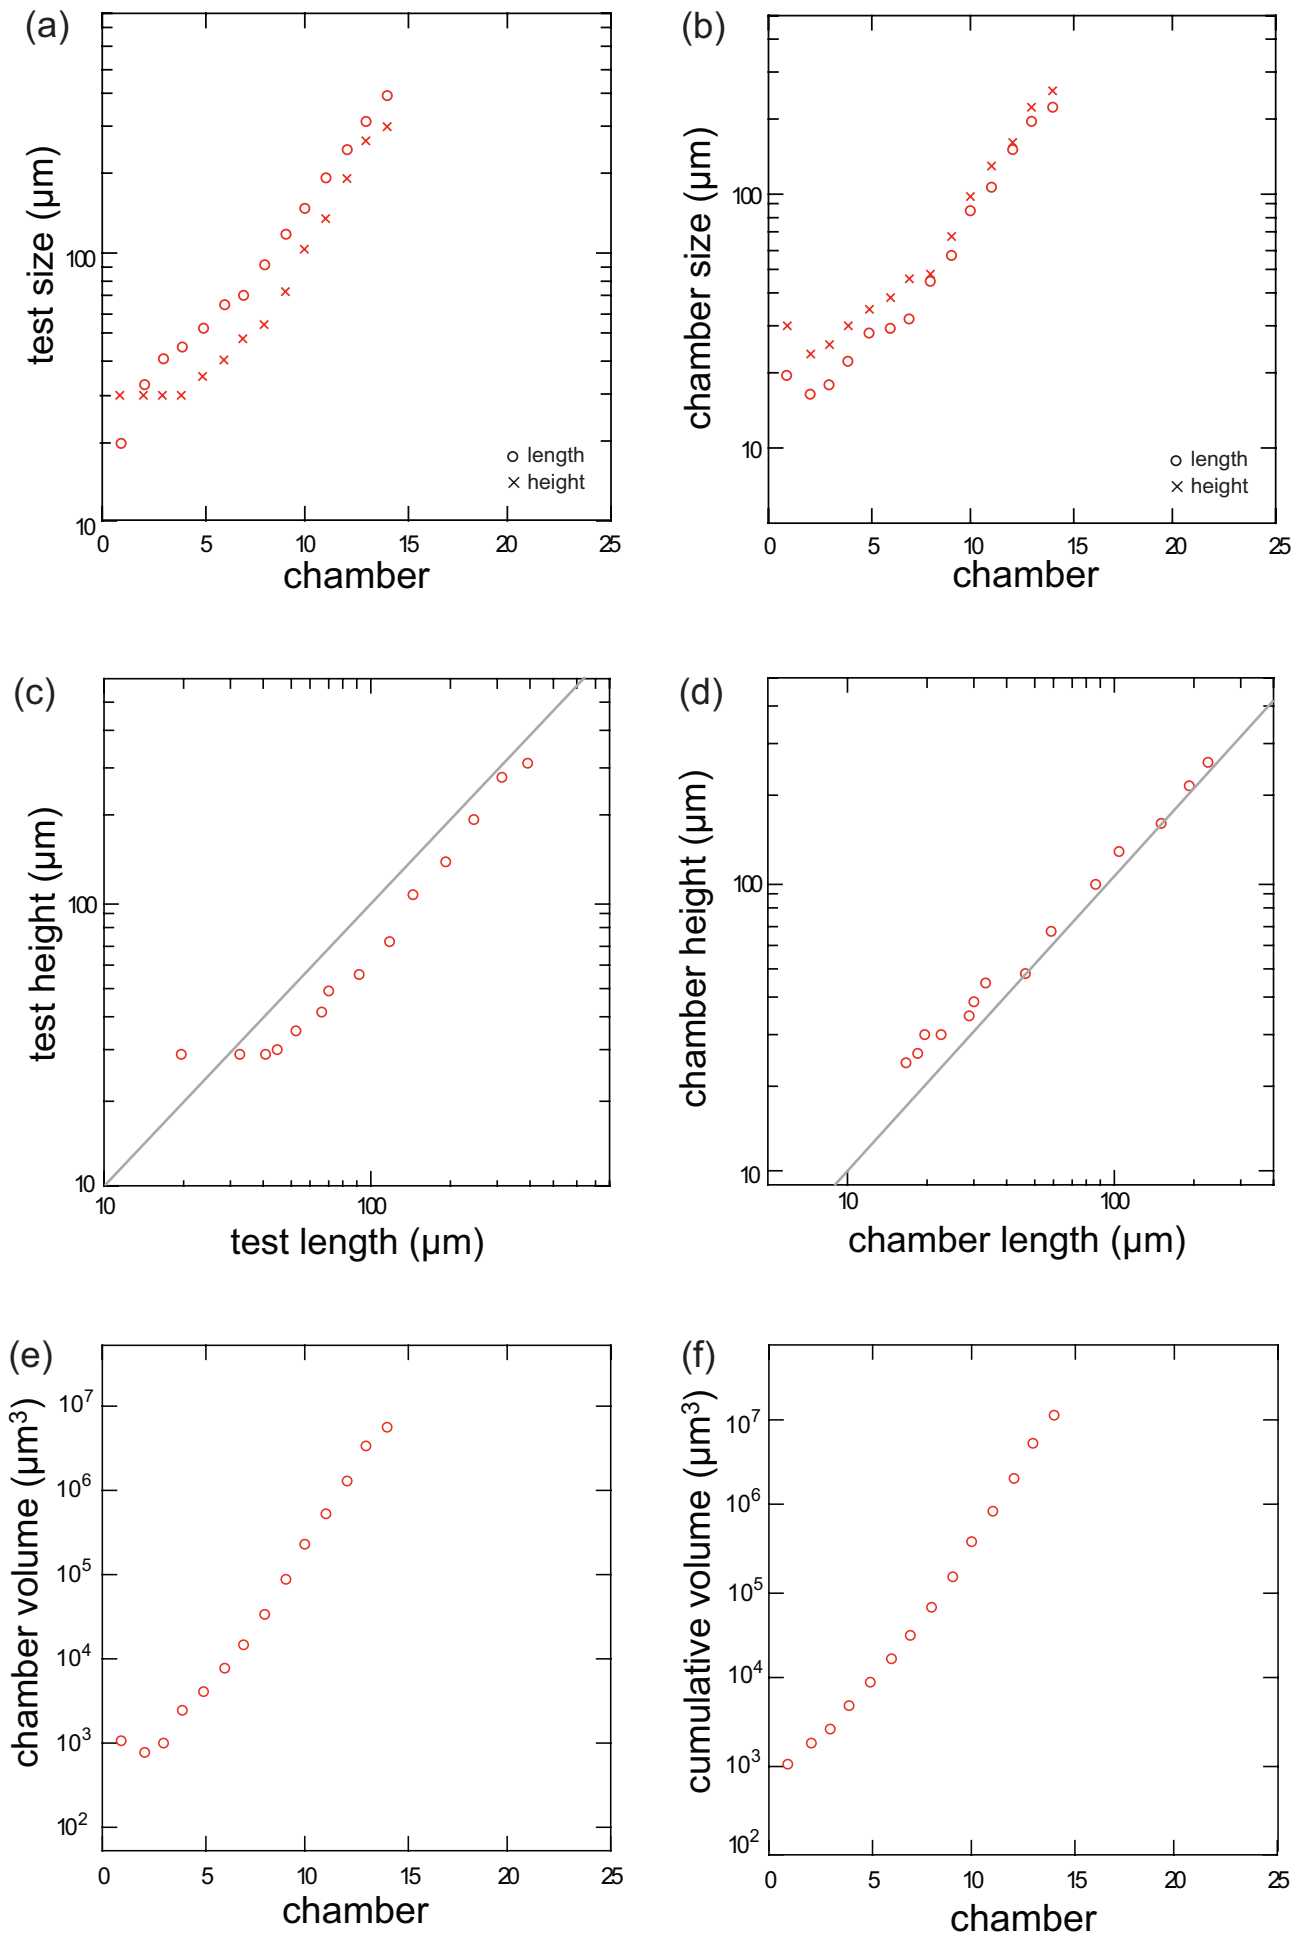 (a)
test size (µm)
100
10
0 5 10 15 20 25
chamber
length
height
(b)
chamber size (µm)
100
10
0 5 10 15 20 25
chamber
length
height
(c)
test height (µm)
100
10
10 100
test length (µm)
(d)
chamber height (µm)
100
10
10 100
chamber length (µm)
(e)
chamber volume (µm³)
10⁷
10⁶
10⁵
10⁴
10³
10²
0 5 10 15 20 25
chamber
(f)
cumulative volume (µm³)
10⁷
10⁶
10⁵
10⁴
10³
10²
0 5 10 15 20 25
chamber